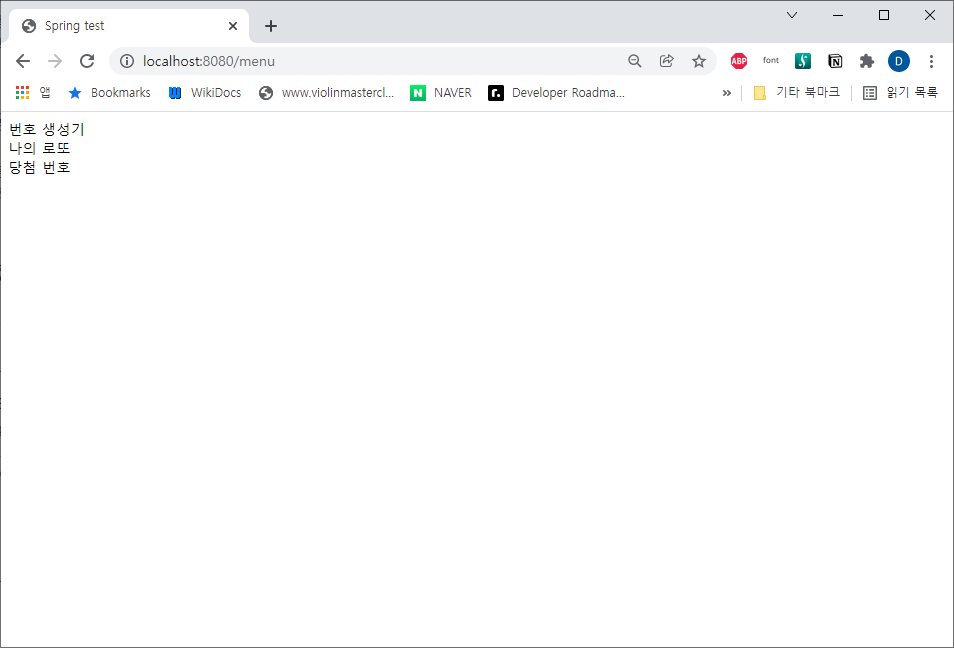 Spring test
localhost:8080/menu
ABP
font
N
D
앱
Bookmarks
WikiDocs
www.violinmastercl...
N
NAVER
r.
Developer Roadma...
»
기타 북마크
읽기 목록
번호 생성기
나의 로또
당첨 번호